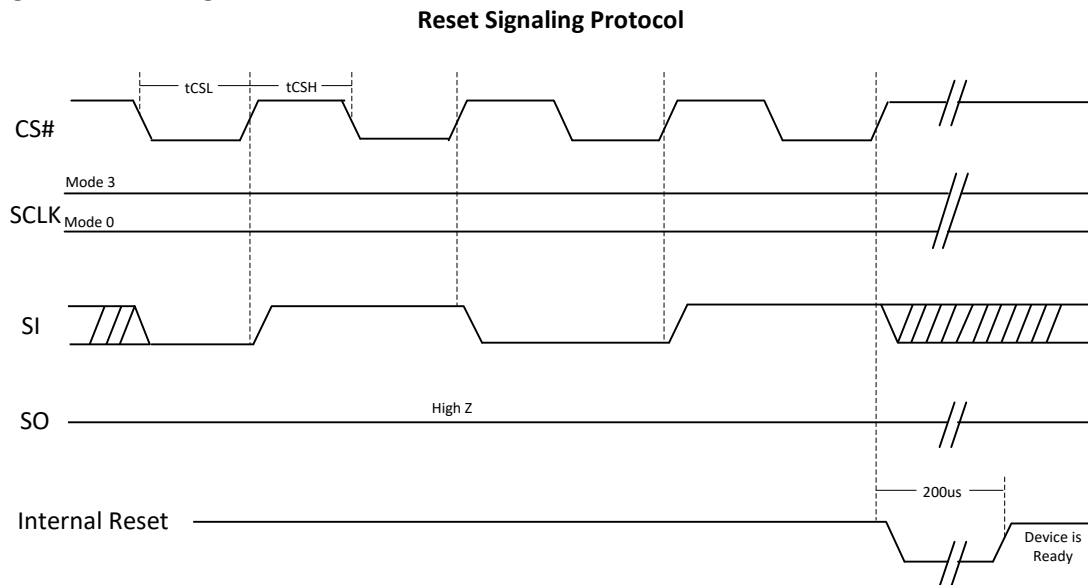 Reset Signaling Protocol
tCSL
tCSH
CS#
Mode 3
SCLK
Mode 0
SI
High Z
SO
200us
Internal Reset
Device is
Ready